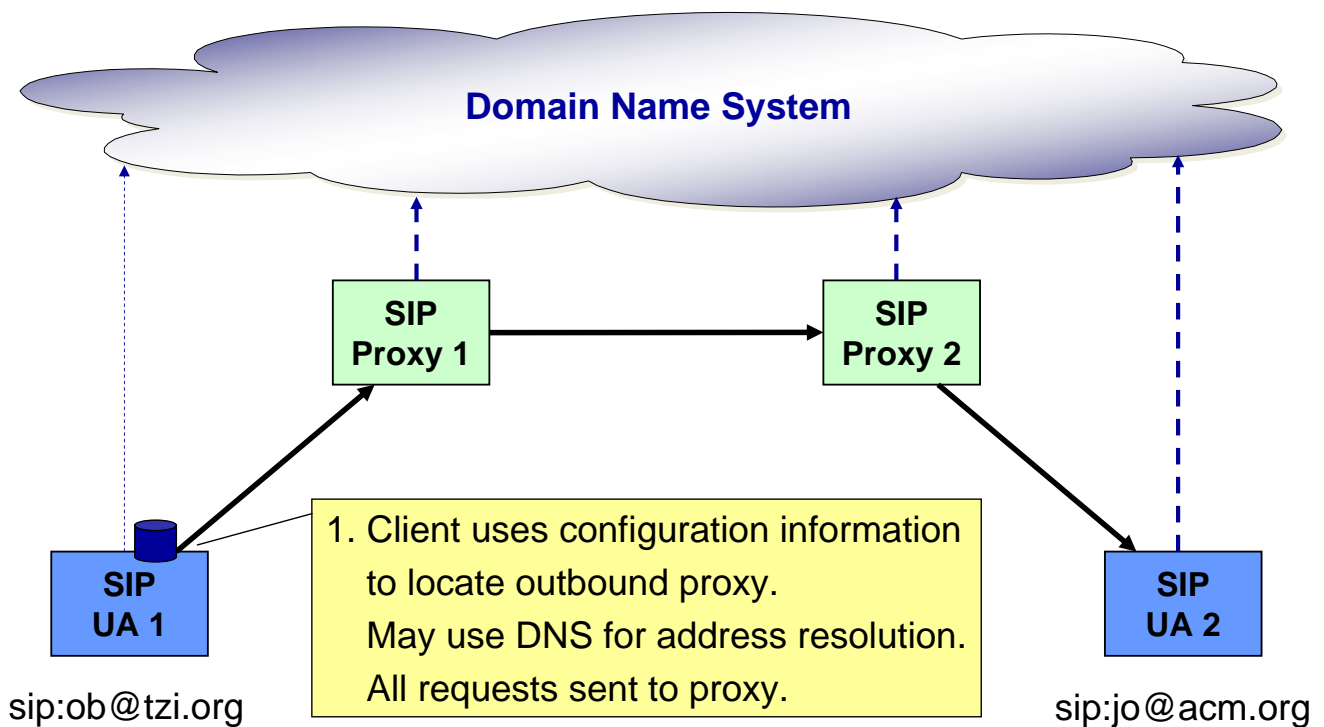 Domain Name System
SIP
Proxy 1
SIP
Proxy 2
1. Client uses configuration information
to locate outbound proxy.
May use DNS for address resolution.
All requests sent to proxy.
SIP
UA 1
SIP
UA 2
sip:ob@tzi.org
sip:jo@acm.org